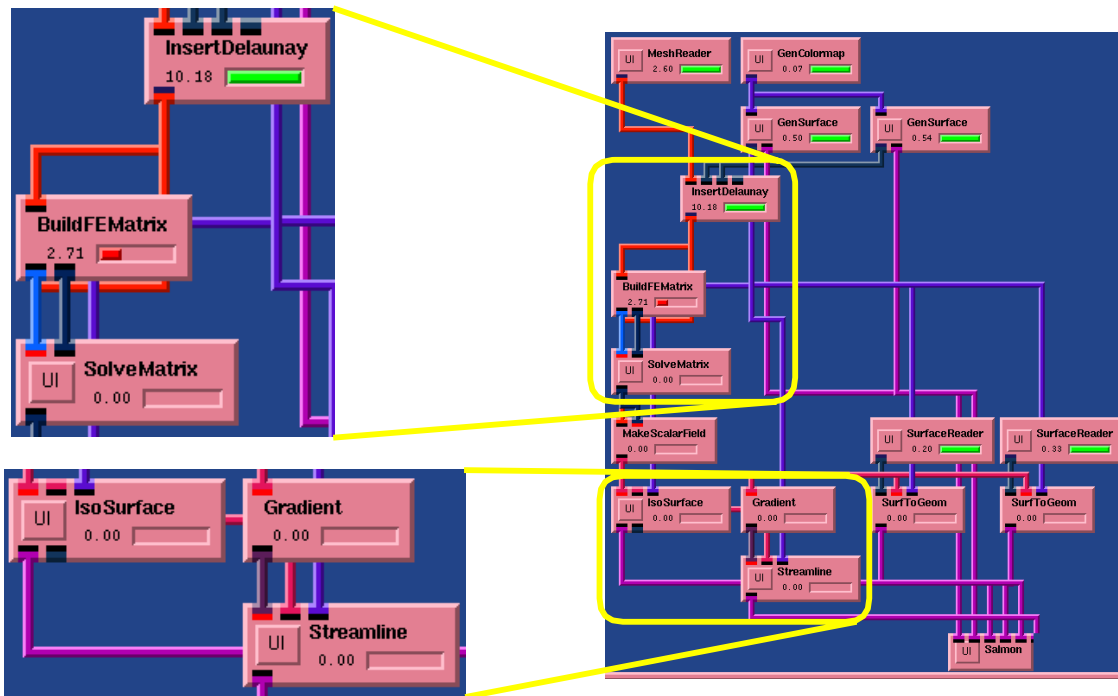 InsertDelaunay
10.18
BuildFEMatrix
2.71
UI
SolveMatrix
0.00
UI
IsoSurface
0.00
Gradient
0.00
UI
Streamline
0.00
UI
MeshReader
2.60
UI
GenColormap
0.07
UI
GenSurface
0.50
UI
GenSurface
0.54
InsertDelaunay
10.18
BuildFEMatrix
2.71
UI
SolveMatrix
0.00
MakeScalarField
0.00
UI
SurfaceReader
0.20
UI
SurfaceReader
0.33
UI
IsoSurface
0.00
Gradient
0.00
SurfToGeom
0.00
SurfToGeom
0.00
UI
Streamline
0.00
UI
Salmon